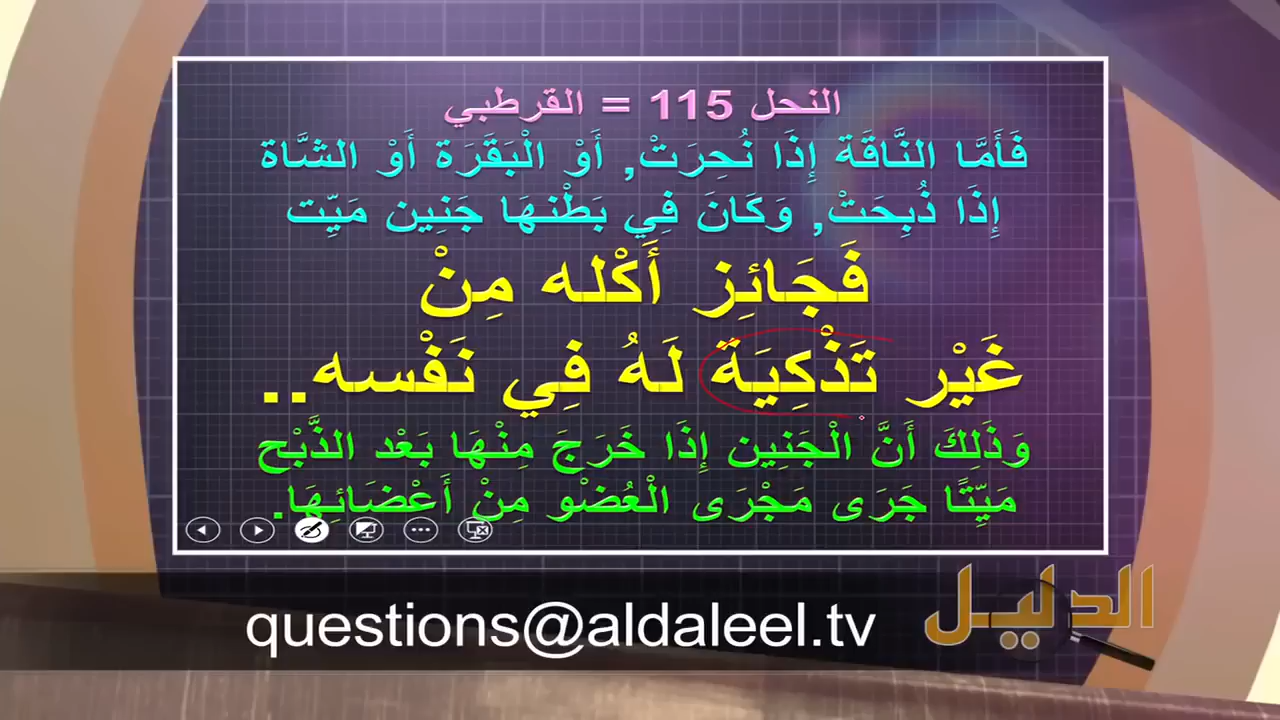 النحل 115 = القرطبي
فَأَمَّا النَّاقَة إِذَا نُحِرَتْ, أَوْ الْبَقَرَة أَوْ الشَّاة
إِذَا ذُبِحَتْ, وَكَانَ فِي بَطْنهَا جَنِين مَيِّت
فَجَائِز أَكْله مِنْ
غَيْر تَذْكِيَة لَهُ فِي نَفْسه..
وَذَلِكَ أَنَّ الْجَنِين إِذَا خَرَجَ مِنْهَا بَعْد الذَّبْح
مَيِّتًا جَرَى مَجْرَى الْعُضْو مِنْ أَعْضَائِهَا.
questions@aldaleel.tv
الدليل